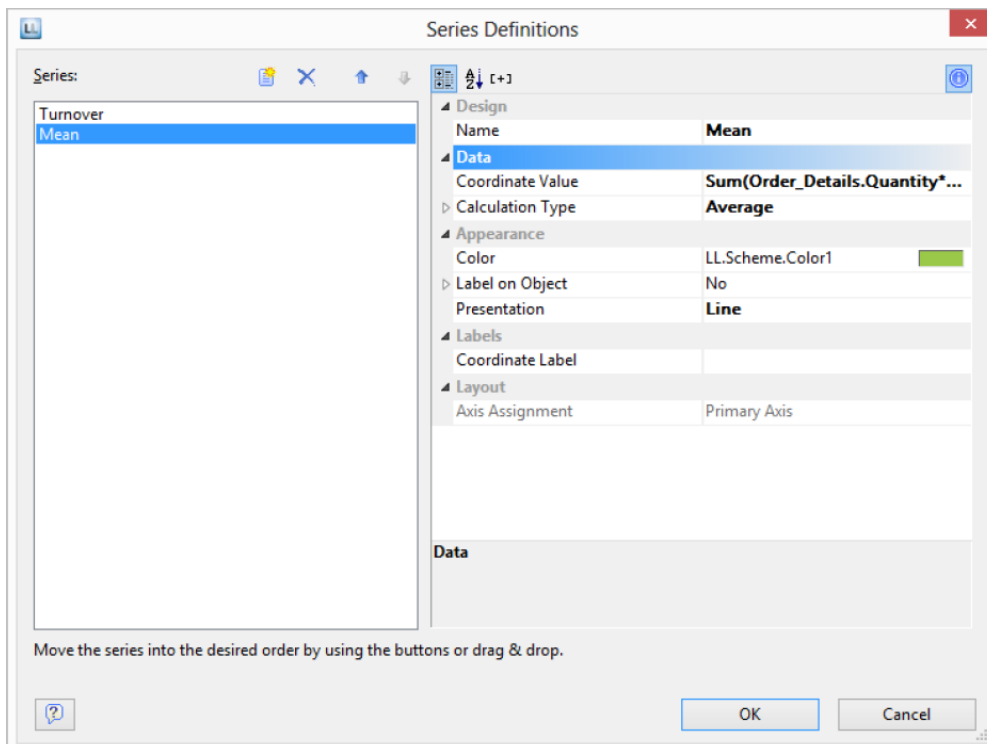 Series Definitions
Series:
Turnover
Mean
Design
Name Mean
Data
Coordinate Value Sum(Order_Details.Quantity*...
Calculation Type Average
Appearance
Color LL.Scheme.Color1
Label on Object No
Presentation Line
Labels
Coordinate Label
Layout
Axis Assignment Primary Axis
Data
Move the series into the desired order by using the buttons or drag & drop.
OK Cancel